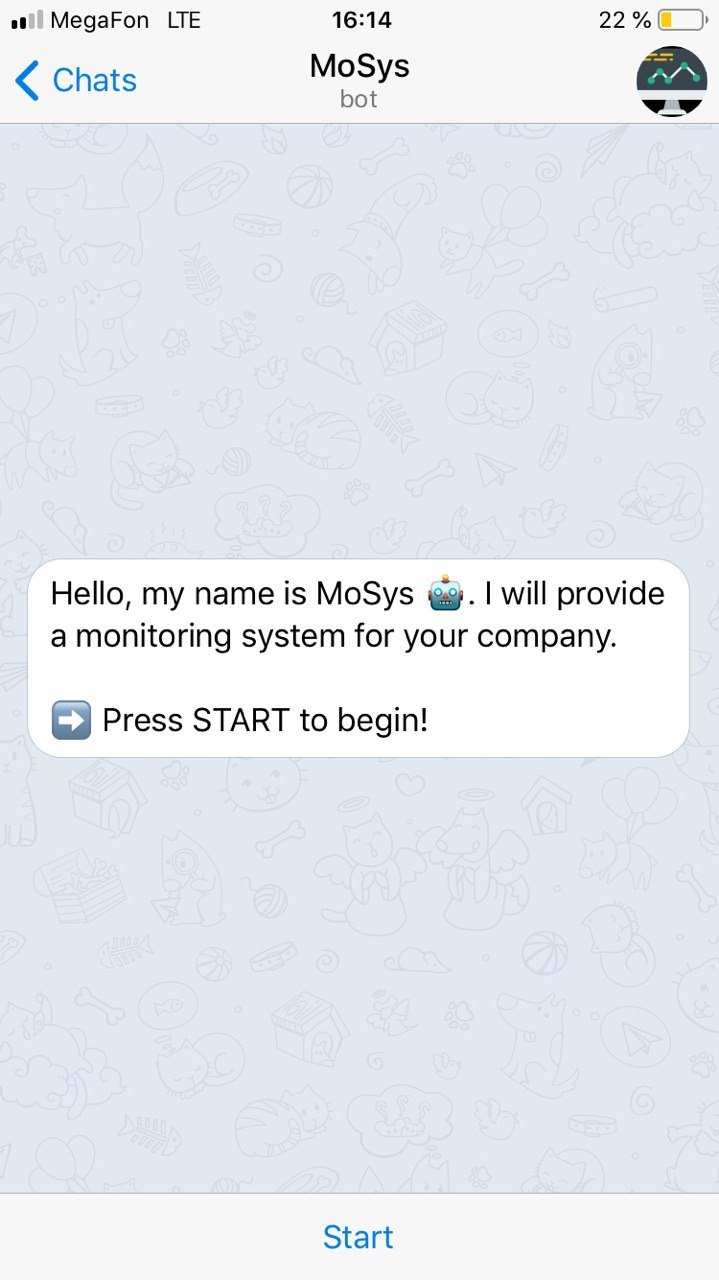 MegaFon LTE 16:14 22 %
Chats
MoSys
bot
Hello, my name is MoSys 🤖. I will provide
a monitoring system for your company.
➡️ Press START to begin!
Start